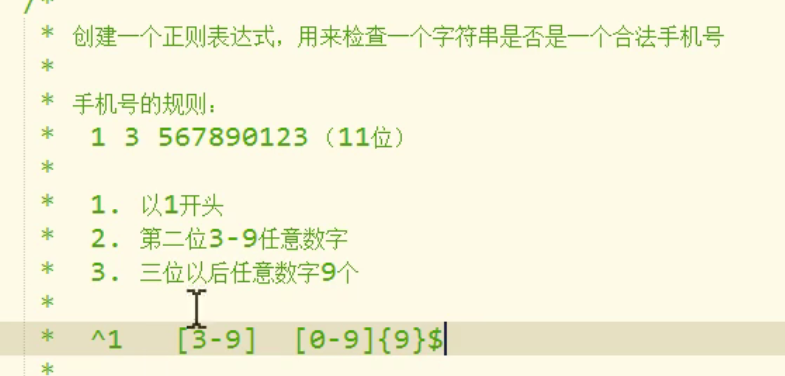 /*
* 创建一个正则表达式，用来检查一个字符串是否是一个合法手机号
*
* 手机号的规则：
* 1 3 567890123（11位）
*
* 1. 以1开头
* 2. 第二位3-9任意数字
* 3. 三位以后任意数字9个
*
* ^1 [3-9] [0-9]{9}$
*